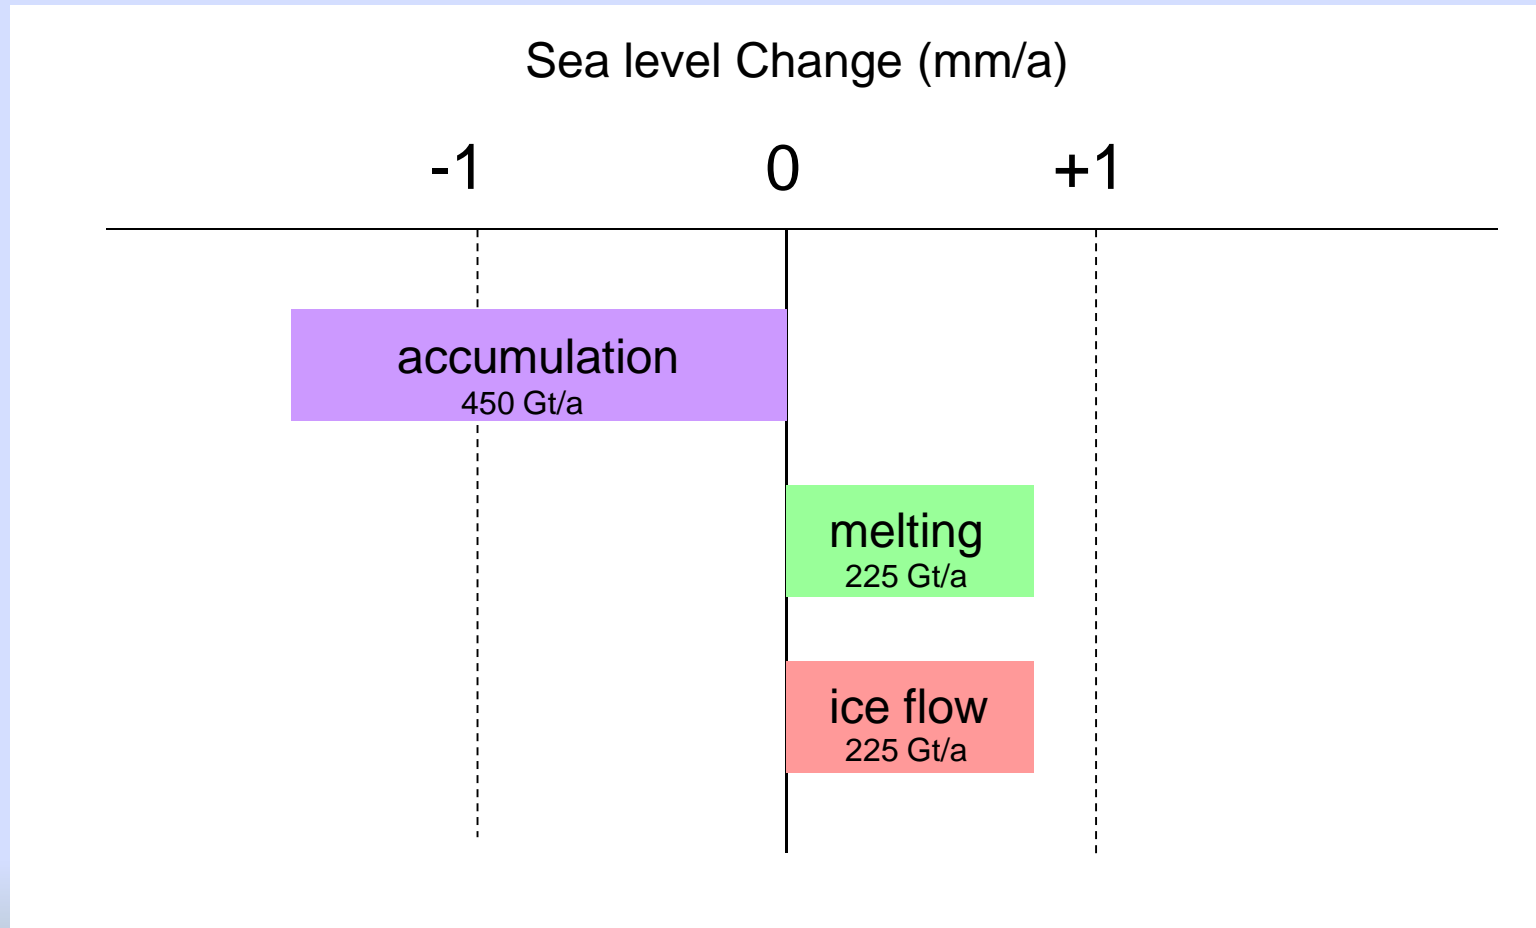 Sea level Change (mm/a)
-1 0 +1
accumulation
450 Gt/a
melting
225 Gt/a
ice flow
225 Gt/a